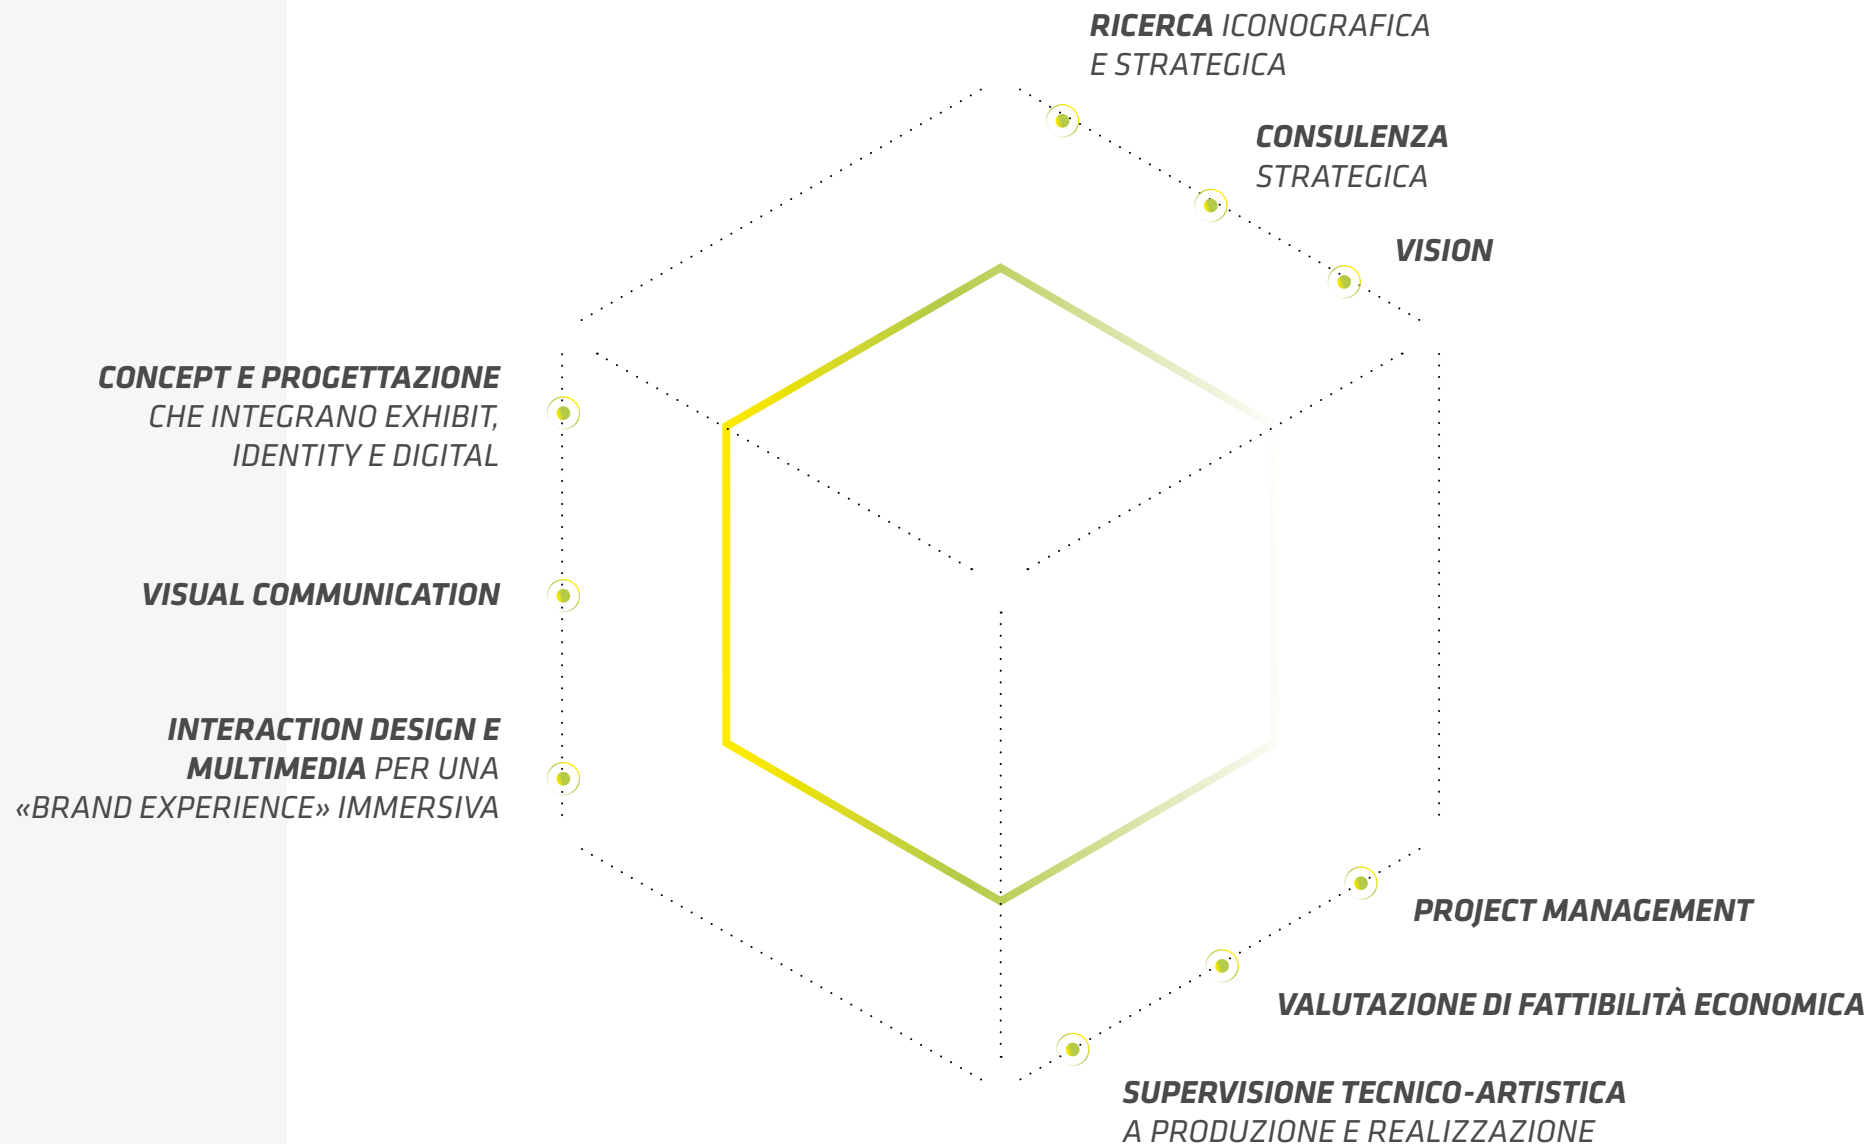 RICERCA ICONOGRAFICA
E STRATEGICA
CONSULENZA
STRATEGICA
VISION
CONCEPT E PROGETTAZIONE
CHE INTEGRANO EXHIBIT,
IDENTITY E DIGITAL
VISUAL COMMUNICATION
INTERACTION DESIGN E
MULTIMEDIA PER UNA
«BRAND EXPERIENCE» IMMERSIVA
PROJECT MANAGEMENT
VALUTAZIONE DI FATTIBILITÀ ECONOMICA
SUPERVISIONE TECNICO-ARTISTICA
A PRODUZIONE E REALIZZAZIONE